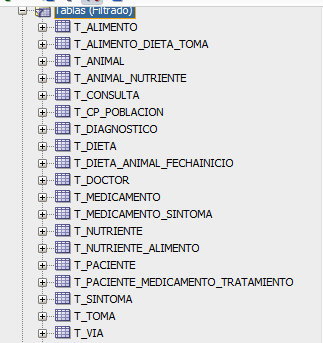 Tablas (Filtrado)
T_ALIMENTO
T_ALIMENTO_DIETA_TOMA
T_ANIMAL
T_ANIMAL_NUTRIENTE
T_CONSULTA
T_CP_POBLACION
T_DIAGNOSTICO
T_DIETA
T_DIETA_ANIMAL_FECHAINICIO
T_DOCTOR
T_MEDICAMENTO
T_MEDICAMENTO_SINTOMA
T_NUTRIENTE
T_NUTRIENTE_ALIMENTO
T_PACIENTE
T_PACIENTE_MEDICAMENTO_TRATAMIENTO
T_SINTOMA
T_TOMA
T_VIA